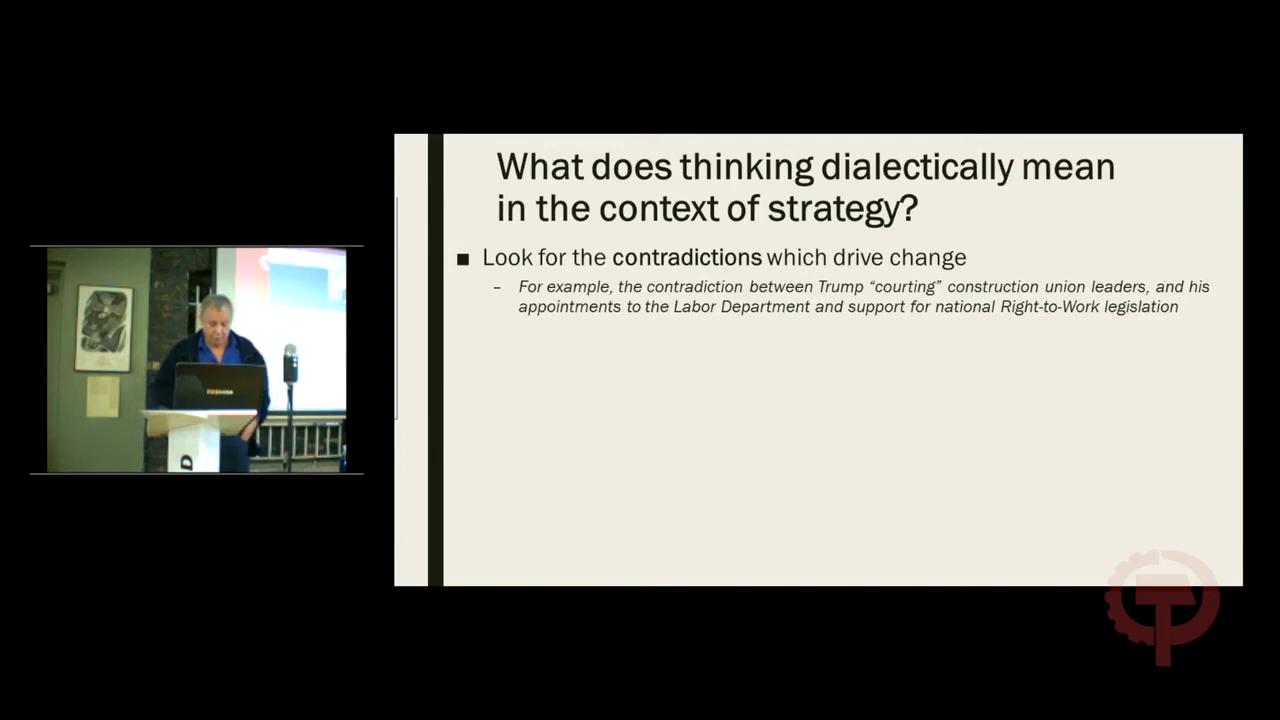 What does thinking dialectically mean
in the context of strategy?
■ Look for the contradictions which drive change
– For example, the contradiction between Trump “courting” construction union leaders, and his
appointments to the Labor Department and support for national Right-to-Work legislation
TOSHIBA
D